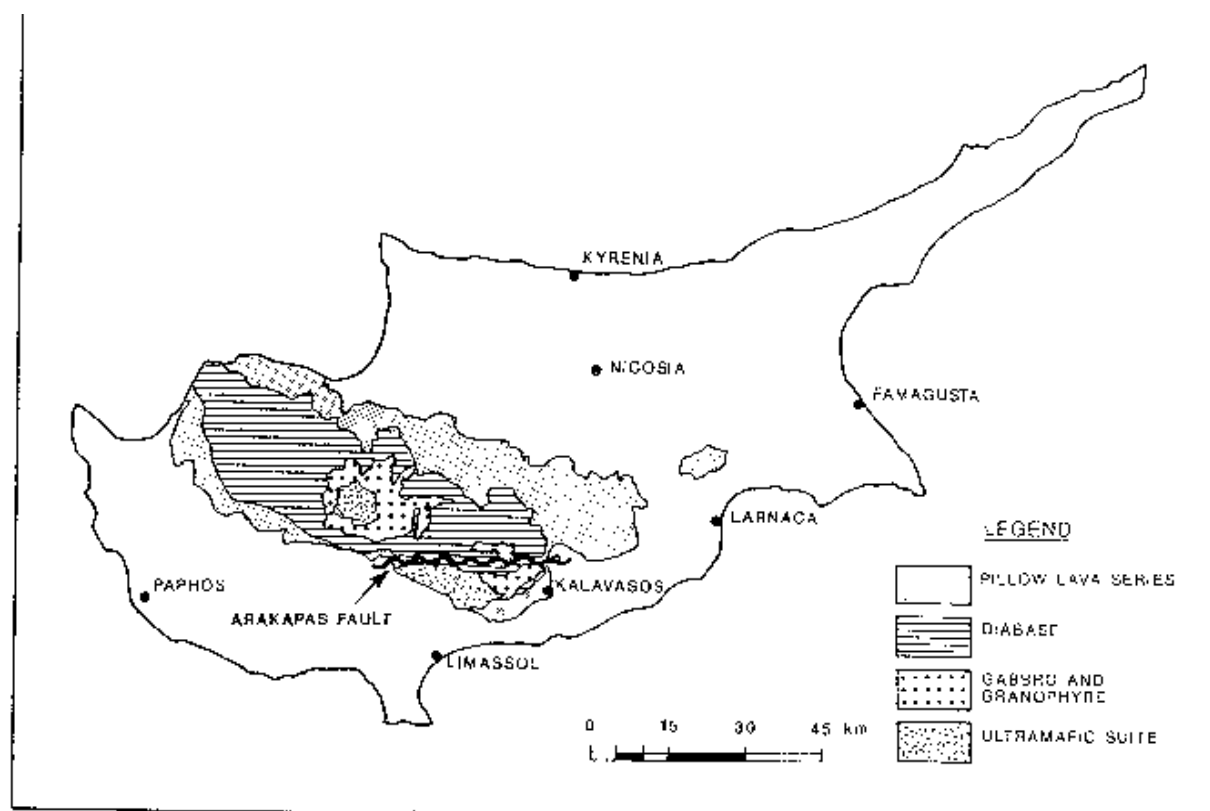 KYRENIA
NICOSIA
FAMAGUSTA
LARNACA
LEGEND
PAPHOS
KALAVASOS
PILLOW LAVA SERIES
ARAKAPAS FAULT
DIABASE
LIMASSOL
GABBRO AND
GRANOPHYRE
0 15 30 45 km
ULTRAMAFIC SUITE